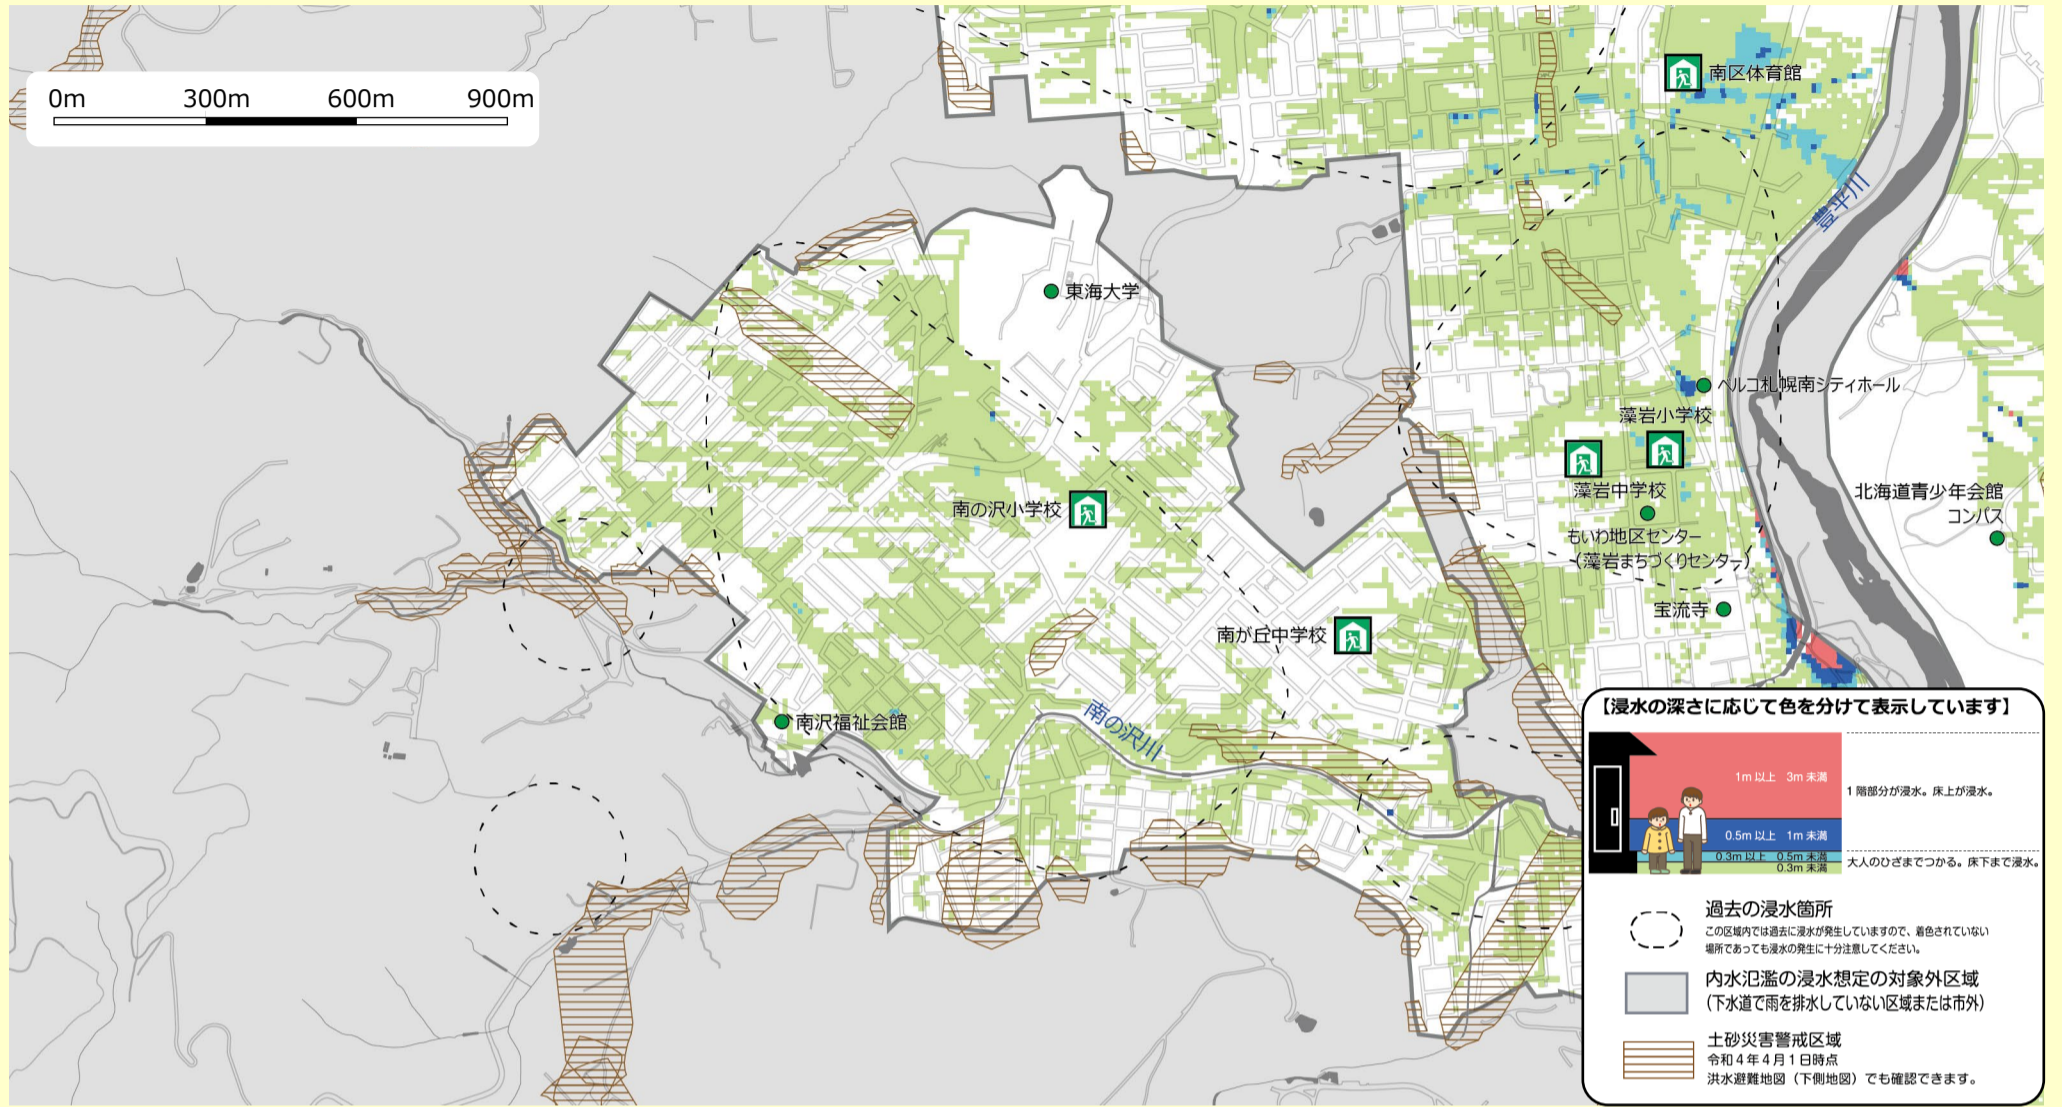 0m 300m 600m 900m
南区体育館
豊平川
東海大学
ヘルコ札幌南シティホール
藻岩小学校
藻岩中学校
北海道青少年会館
コンパス
南の沢小学校
もいわ地区センター
(藻岩まちづくりセンター)
宝流寺
南が丘中学校
南沢福祉会館
南の沢川
【浸水の深さに応じて色を分けて表示しています】
1m 以上 3m 未満
1階部分が浸水。床上が浸水。
0.5m 以上 1m 未満
0.3m 以上 0.5m 未満
大人のひざまでつかる。床下まで浸水。
0.3m 未満
過去の浸水箇所
この区域内では過去に浸水が発生していますので、着色されていない
場所であっても浸水の発生に十分注意してください。
内水氾濫の浸水想定の対象外区域
(下水道で雨を排水していない区域または市外)
土砂災害警戒区域
令和4年4月1日時点
洪水避難地図(下側地図)でも確認できます。